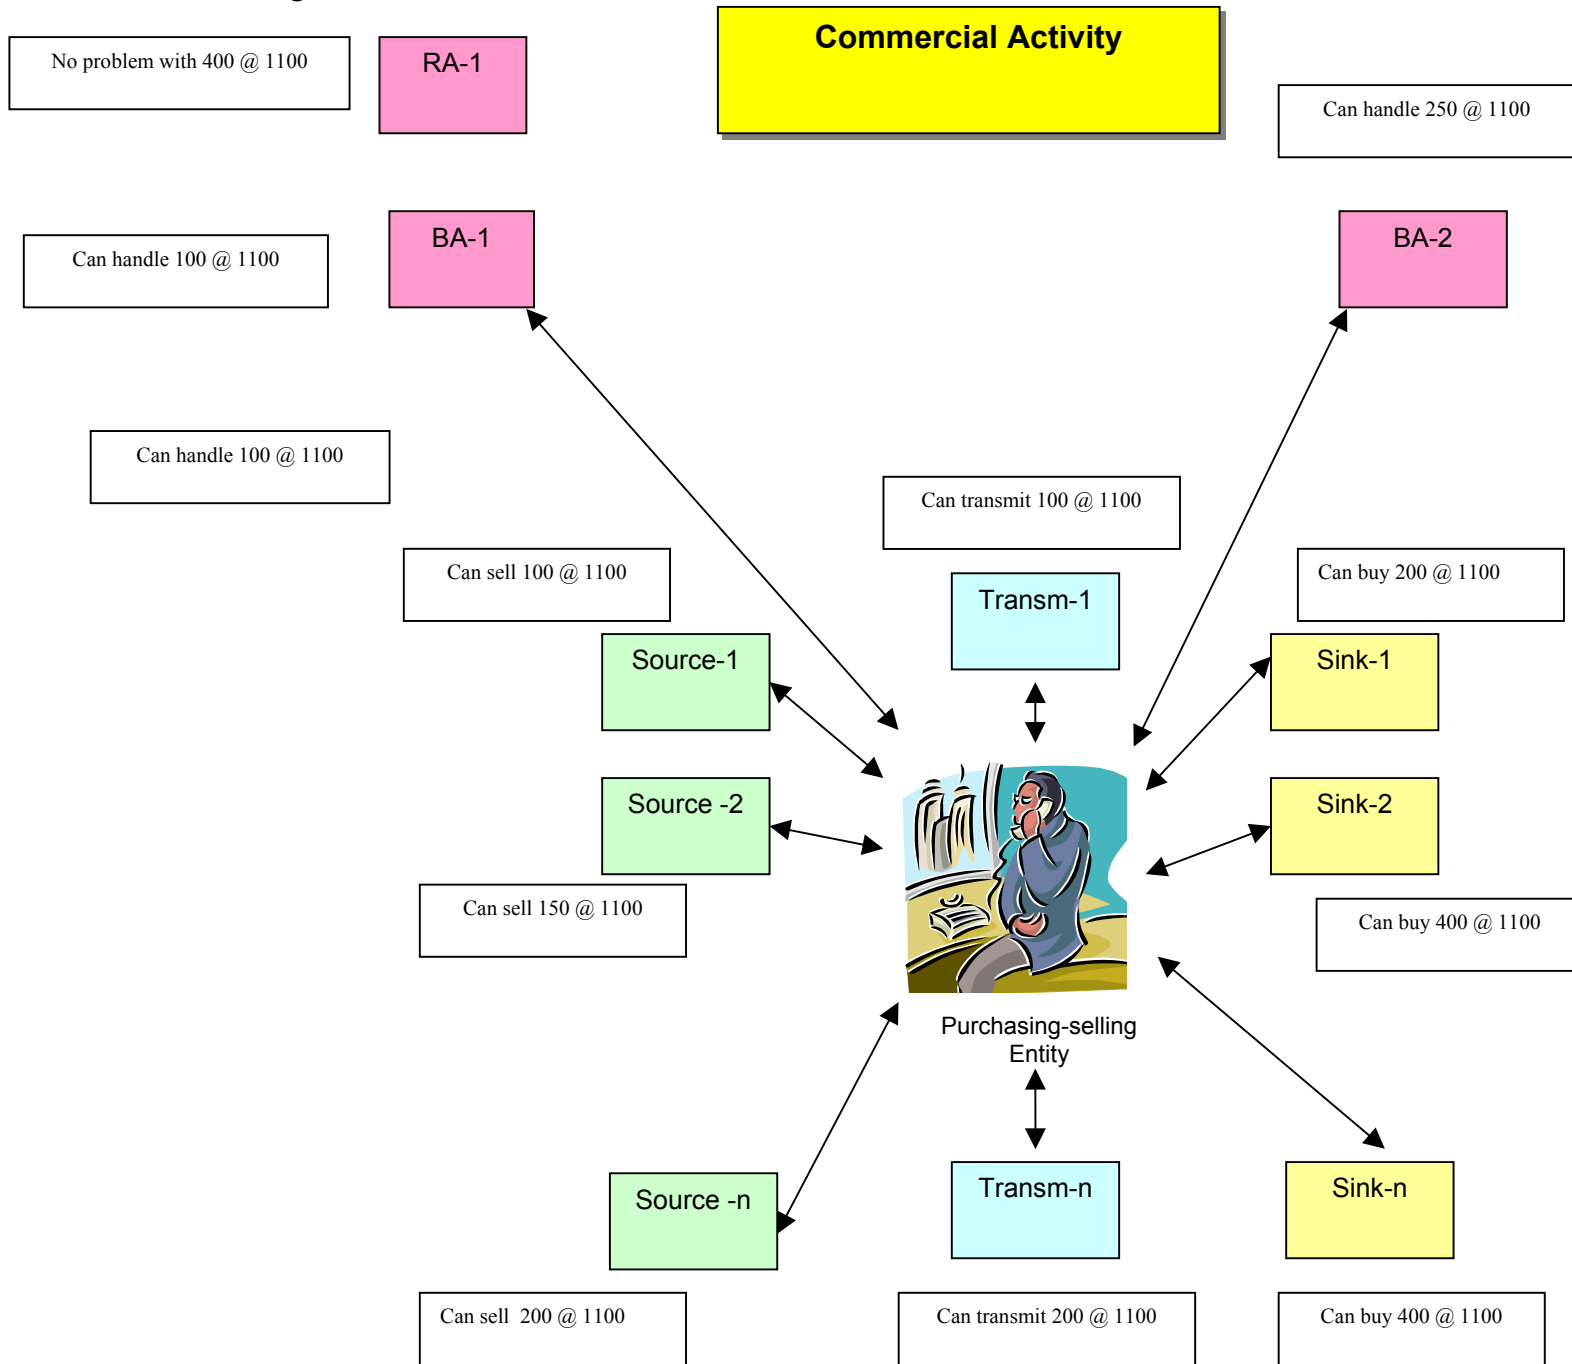 Commercial Activity
No problem with 400 @ 1100
RA-1
Can handle 250 @ 1100
BA-1
BA-2
Can handle 100 @ 1100
Can handle 100 @ 1100
Can transmit 100 @ 1100
Can sell 100 @ 1100
Can buy 200 @ 1100
Transm-1
Source-1
Sink-1
Source -2
Sink-2
Can sell 150 @ 1100
Can buy 400 @ 1100
Purchasing-selling
Entity
Source -n
Transm-n
Sink-n
Can sell  200 @ 1100
Can transmit 200 @ 1100
Can buy 400 @ 1100